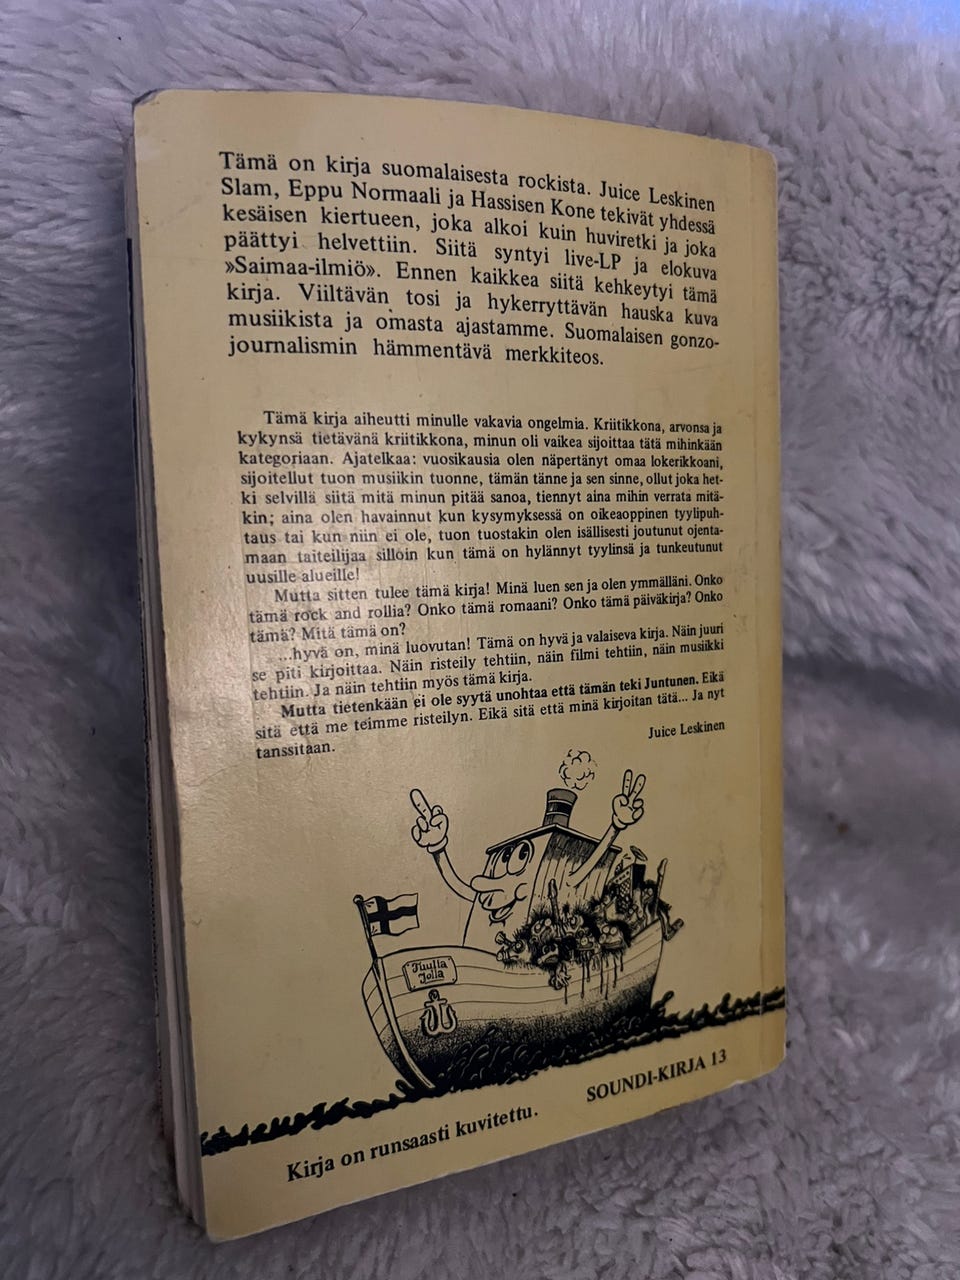 Tämä on kirja suomalaisesta rockista. Juice Leskinen
Slam, Eppu Normaali ja Hassisen Kone tekivät yhdessä
kesäisen kiertueen, joka alkoi kuin huviretki ja joka
päättyi helvettiin. Siitä syntyi live-LP ja elokuva
»Saimaa-ilmiö». Ennen kaikkea siitä kehkeytyi tämä
kirja. Viiltävän tosi ja hykerryttävän hauska kuva
musiikista ja omasta ajastamme. Suomalaisen gonzo-
journalismin hämmentävä merkkiteos.
Tämä kirja aiheutti minulle vakavia ongelmia. Kriitikkona, arvonsa ja
kykynsä tietävänä kriitikkona, minun oli vaikea sijoittaa tätä mihinkään
kategoriaan. Ajatelkaa: vuosikausia olen näpertänyt omaa lokerikkoani,
sijoitellut tuon musiikin tuonne, tämän tänne ja sen sinne, ollut joka het-
ki selvillä siitä mitä minun pitää sanoa, tiennyt aina mihin verrata mitä-
kin; aina olen havainnut kun kysymyksessä on oikeaoppinen tyylipuh-
taus tai kun niin ei ole, tuon tuostakin olen isällisesti joutunut ojenta-
maan taiteilijaa silloin kun tämä on hylännyt tyylinsä ja tunkeutunut
uusille alueille!
Mutta sitten tulee tämä kirja! Minä luen sen ja olen ymmälläni. Onko
tämä rock and rollia? Onko tämä romaani? Onko tämä päiväkirja? Onko
tämä? Mitä tämä on?
...hyvä on, minä luovutan! Tämä on hyvä ja valaiseva kirja. Näin juuri
se piti kirjoittaa. Näin risteily tehtiin, näin filmi tehtiin, näin musiikki
tehtiin. Ja näin tehtiin myös tämä kirja.
Mutta tietenkään ei ole syytä unohtaa että tämän teki Juntunen. Eikä
sitä että me teimme risteilyn. Eikä sitä että minä kirjoitan tätä... Ja nyt
tanssitaan.
Juice Leskinen
Tuulla
Jolla
Kirja on runsaasti kuvitettu.
SOUNDI-KIRJA 13